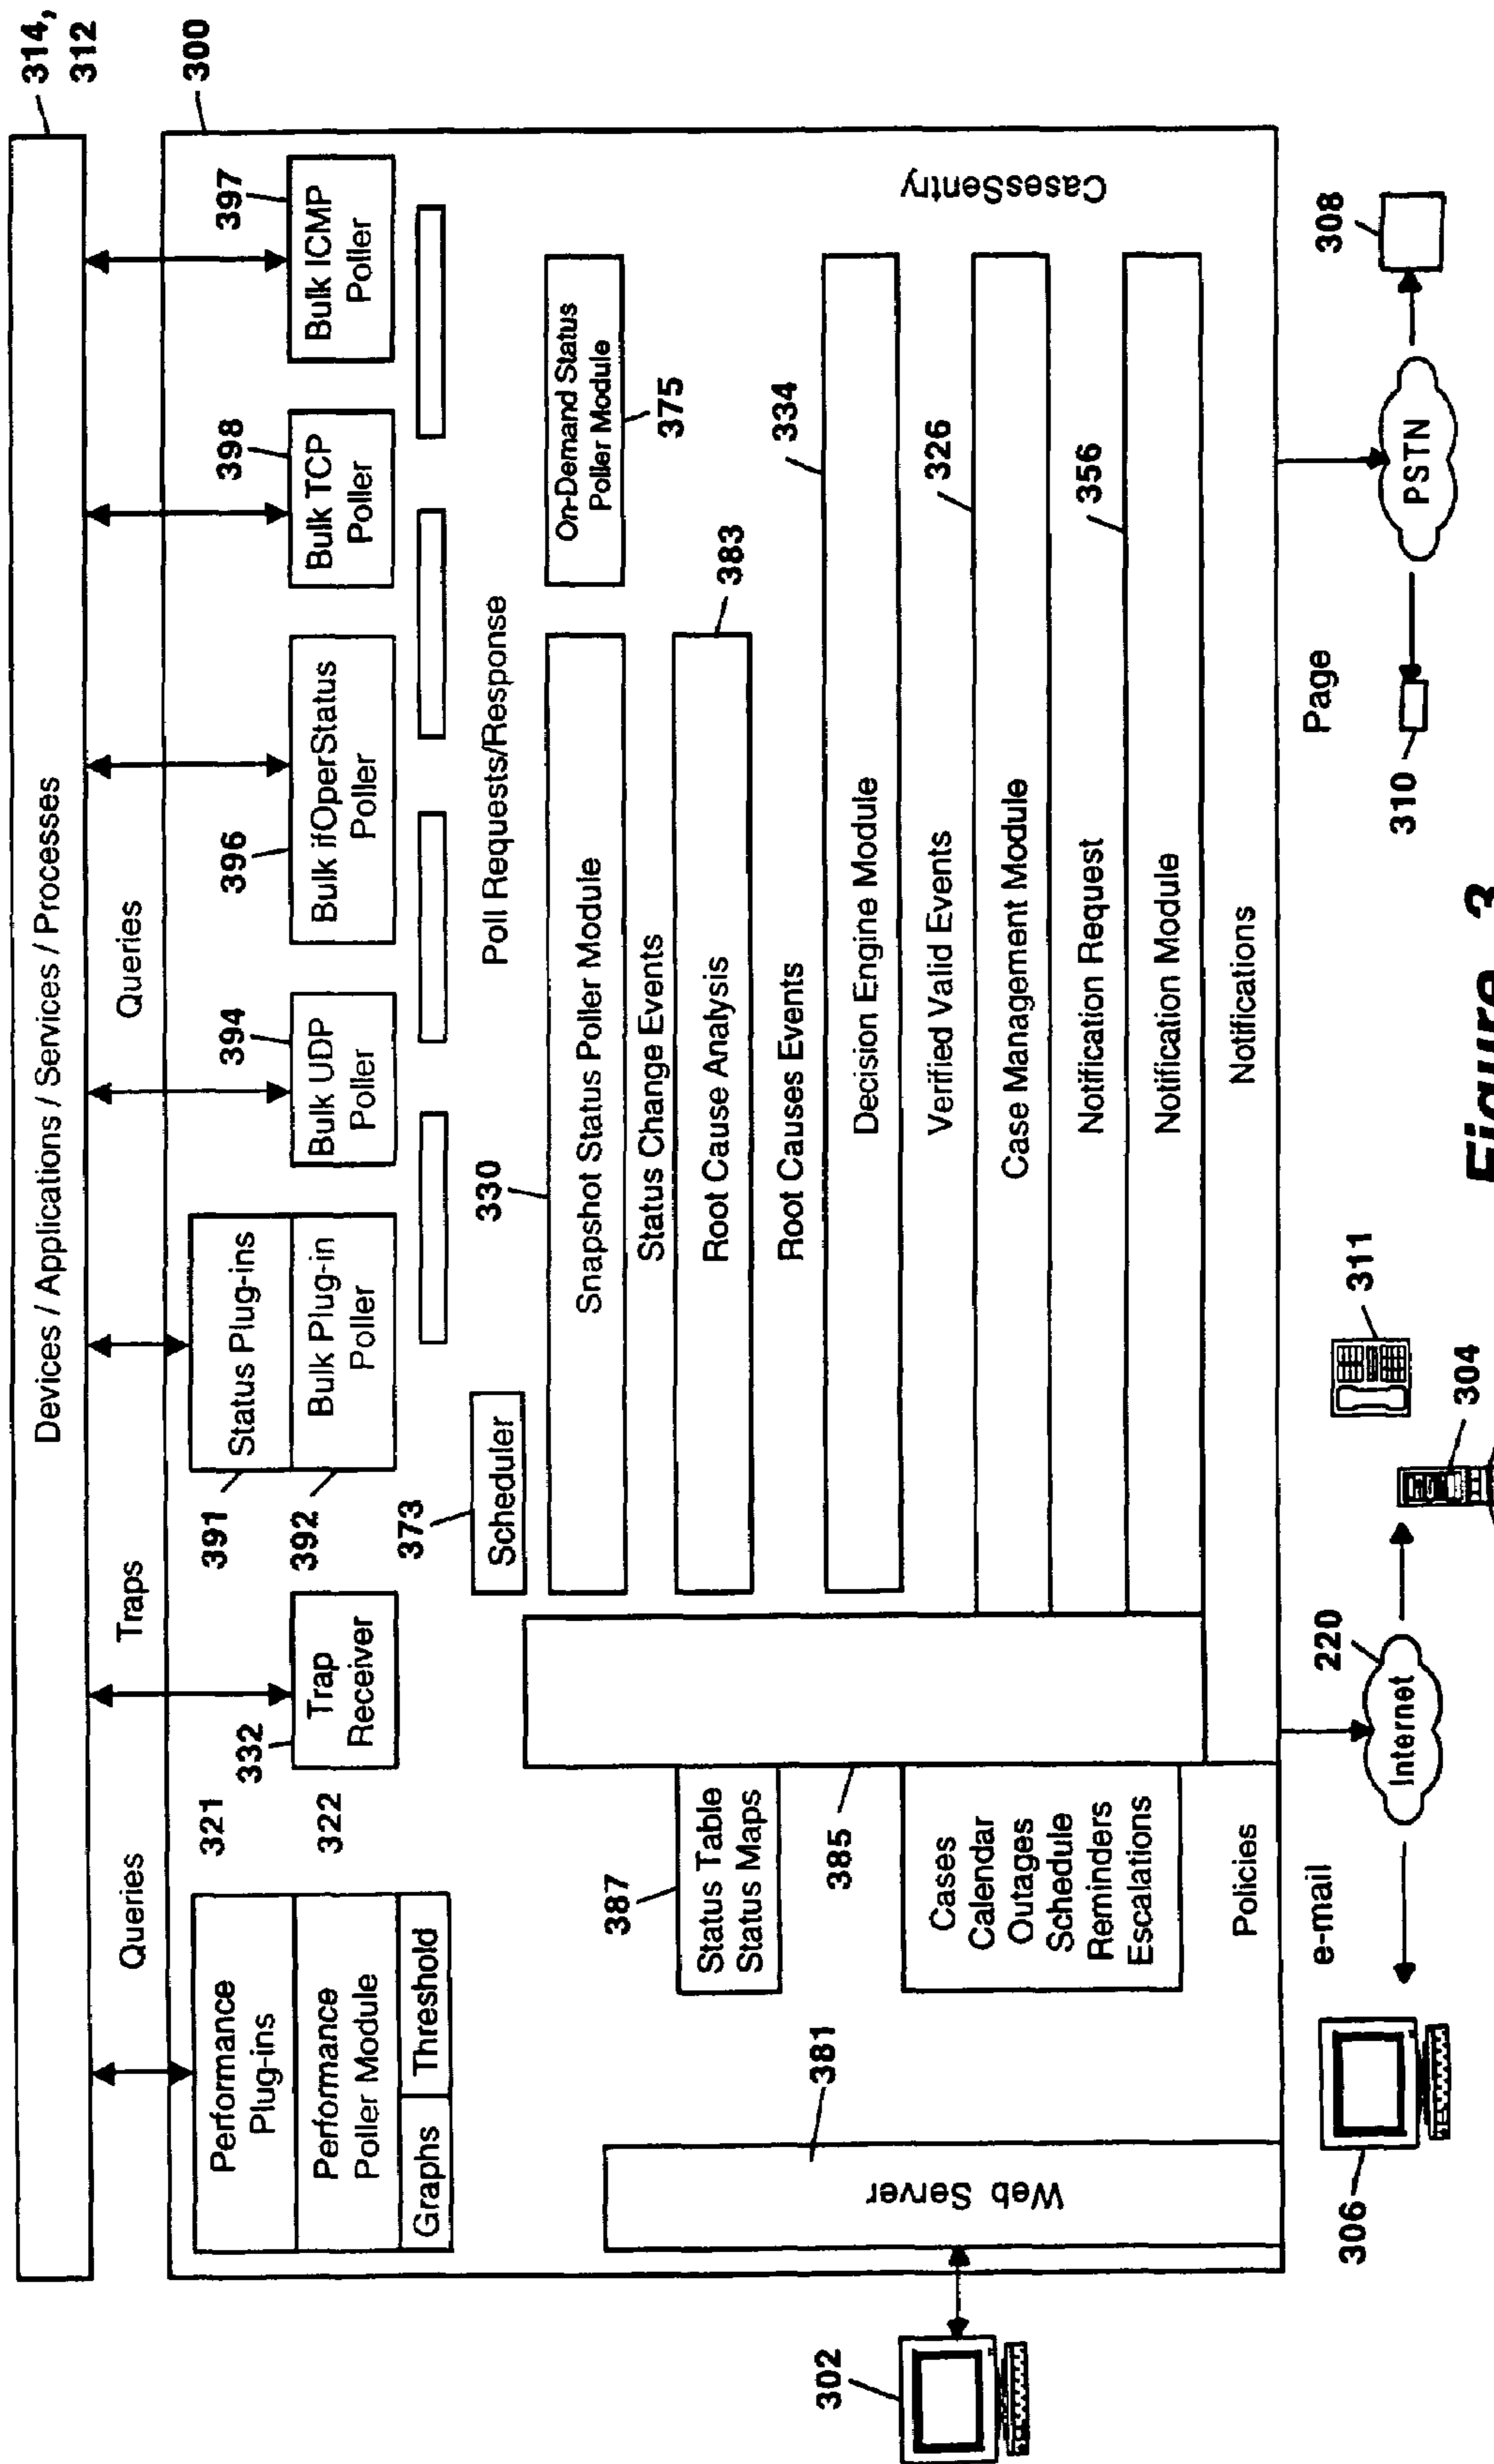 314,
312
Devices / Applications / Services / Processes
Queries
Traps
Queries
300
321
322
332
391
392
394
396
398
397
Performance
Plug-ins
Performance
Poller Module
Graphs
Threshold
Trap
Receiver
Status Plug-ins
Bulk Plug-in
Poller
Bulk UDP
Poller
Bulk ifOperStatus
Poller
Bulk TCP
Poller
Bulk ICMP
Poller
373
Scheduler
Poll Requests/Response
330
Snapshot Status Poller Module
On-Demand Status
Poller Module
375
Status Change Events
387
Status Table
Status Maps
Root Cause Analysis
383
Root Causes Events
385
334
Decision Engine Module
Verified Valid Events
326
Case Management Module
Notification Request
356
Notification Module
Notifications
Cases
Calendar
Outages
Schedule
Reminders
Escalations
Policies
381
Web Server
CasesSentry
302
306
e-mail
Internet
220
304
311
Page
310
PSTN
308
Figure 3